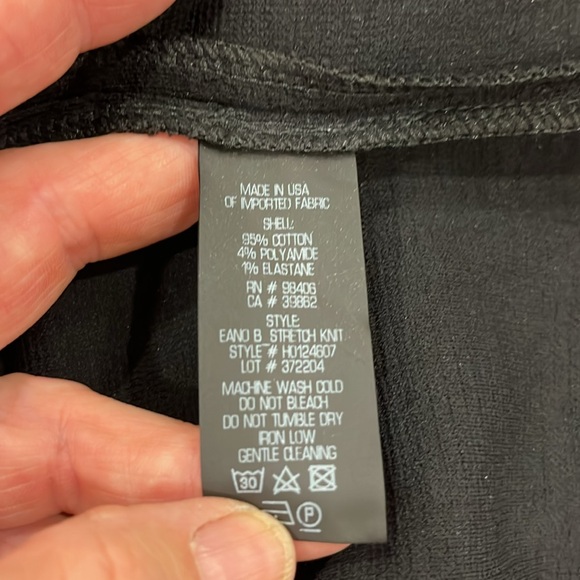 MADE IN USA
OF IMPORTED FABRIC
SHELL:
95% COTTON
4% POLYAMIDE
1% ELASTANE
RN # 98406
CA # 39862
STYLE:
EANO B STRETCH KNIT
STYLE # H0124607
LOT # 372204
MACHINE WASH COLD
DO NOT BLEACH
DO NOT TUMBLE DRY
IRON LOW
GENTLE CLEANING
30
P